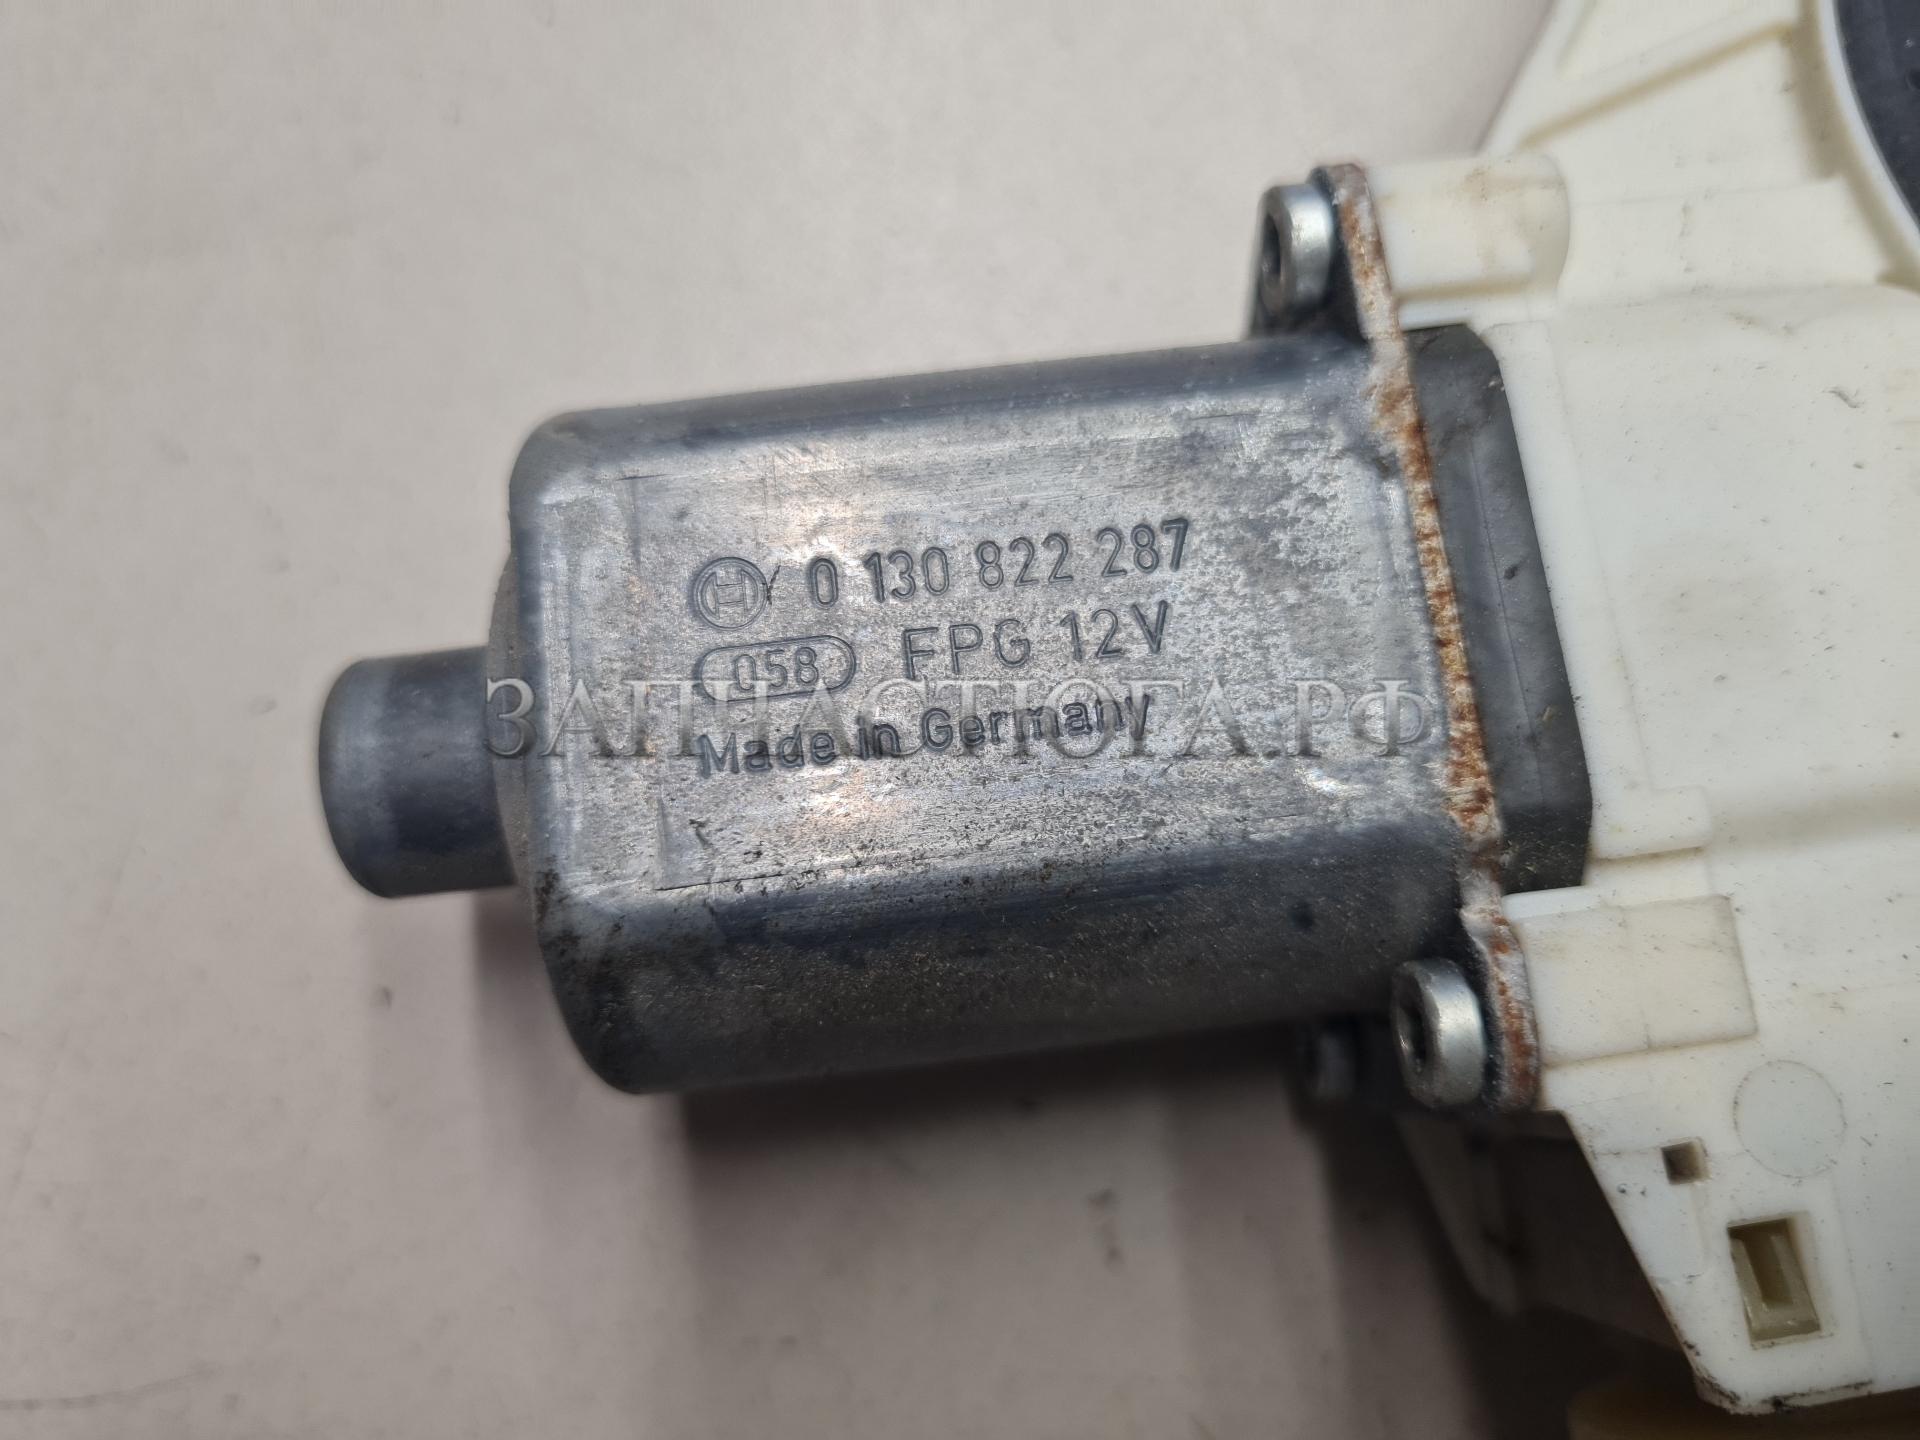 0 130 822 287
058 FPG 12V
ЗАПЧАСТЮГА.РФ
Made in Germany